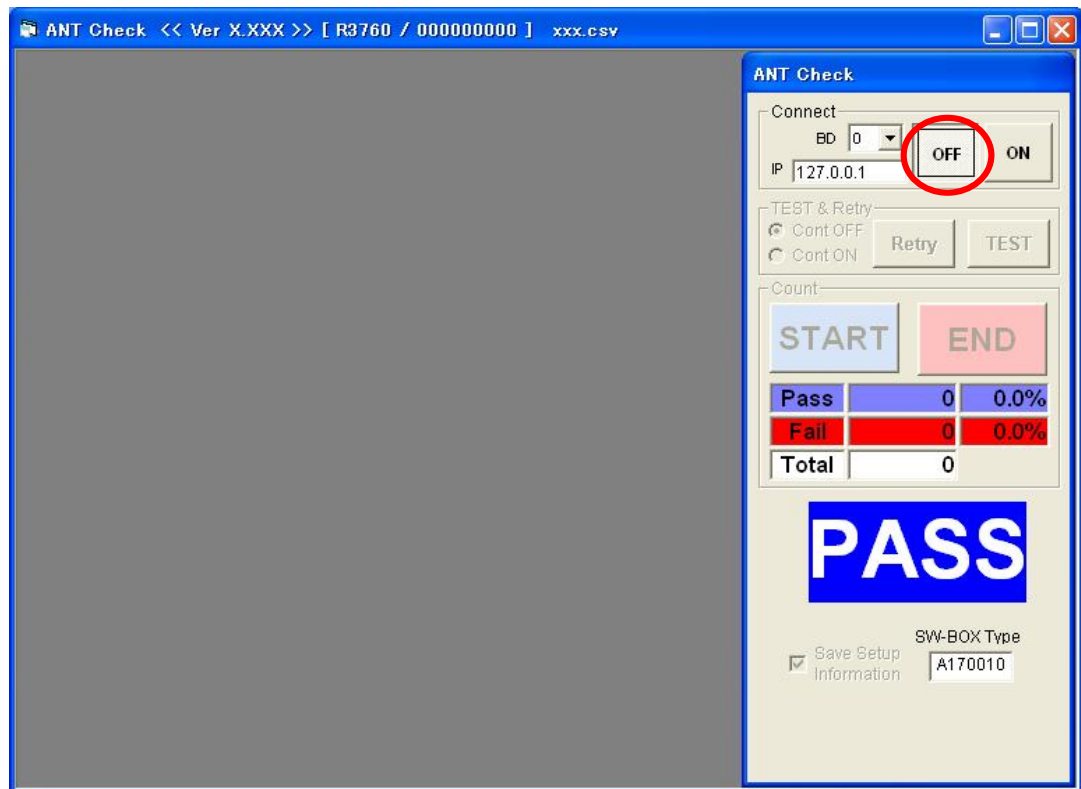 ANT Check << Ver X.XXX >> [ R3760 / 000000000 ] xxx.csv
ANT Check
Connect
BD 0
OFF ON
IP 127.0.0.1
TEST & Retry
Cont OFF
Cont ON
Retry TEST
Count
START END
Pass 0 0.0%
Fail 0 0.0%
Total 0
PASS
SW-BOX Type
Save Setup
Information
A170010